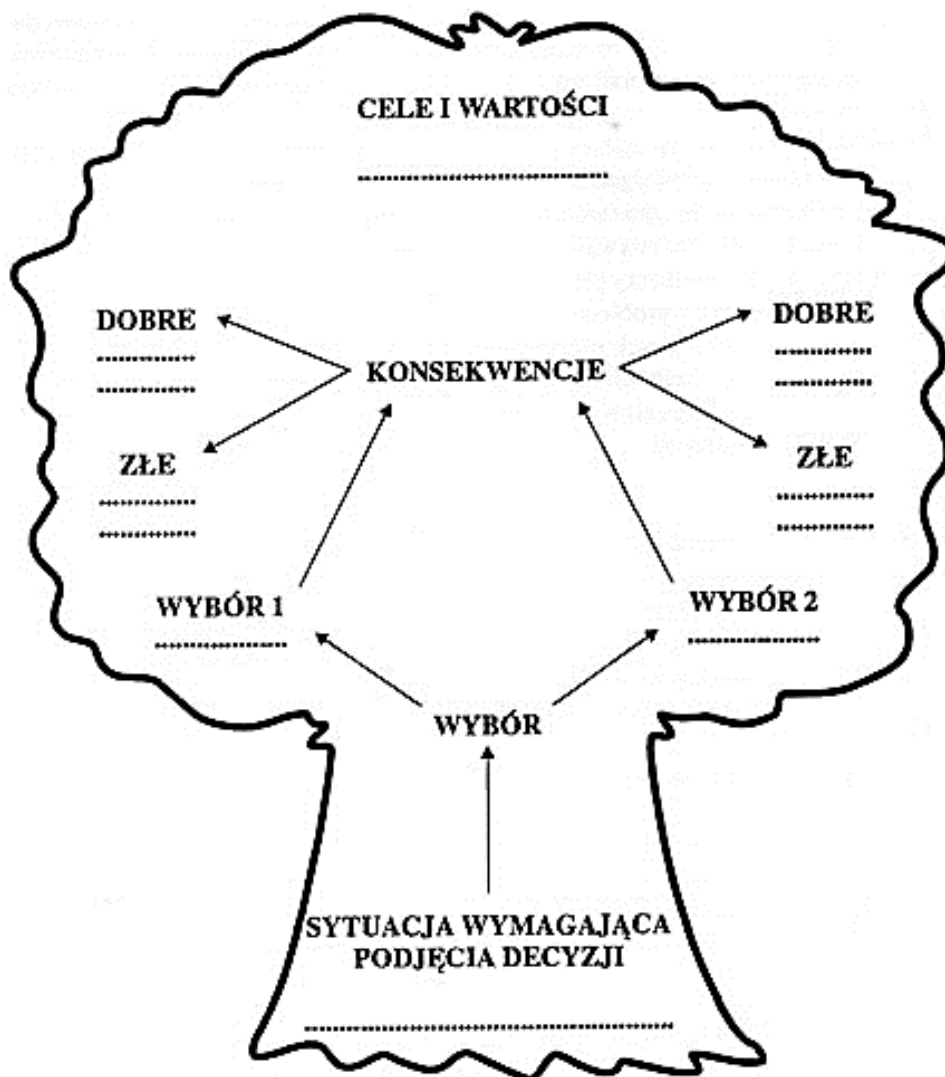 CELE I WARTOŚCI
DOBRE
DOBRE
KONSEKWENCJE
ZŁE
ZŁE
WYBÓR 1
WYBÓR 2
WYBÓR
SYTUACJA WYMAGAJĄCA
PODJĘCIA DECYZJI